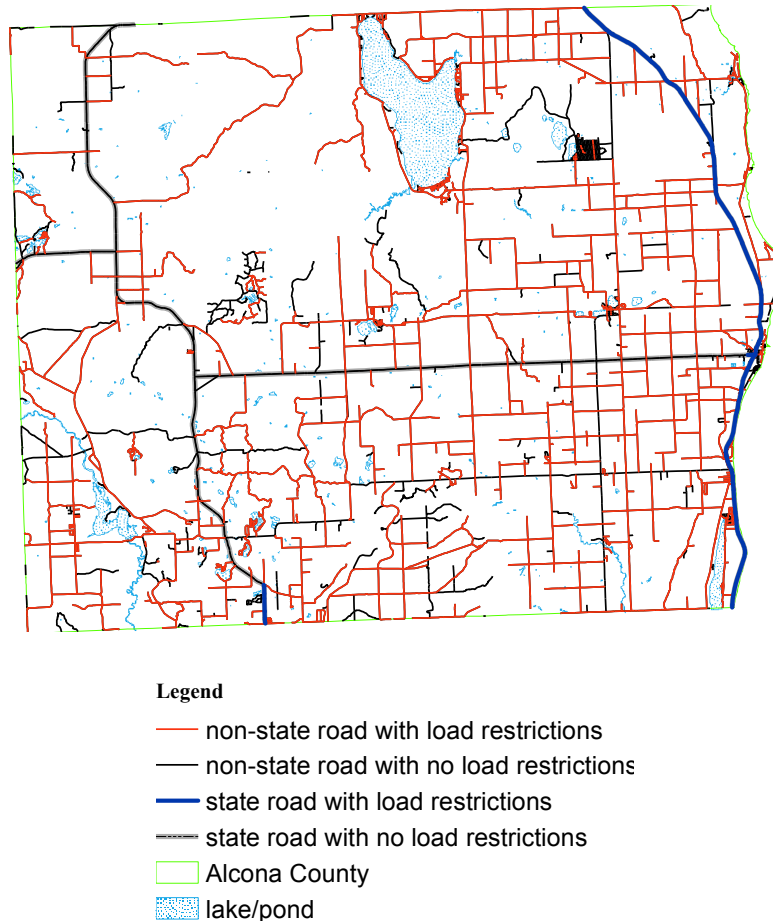 Legend
non-state road with load restrictions
non-state road with no load restrictions
state road with load restrictions
state road with no load restrictions
Alcona County
lake/pond